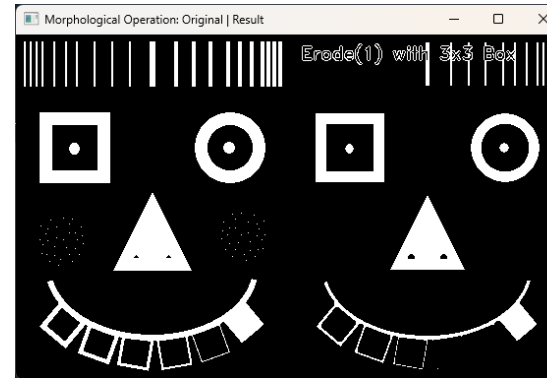 Morphological Operation: Original | Result
Erode(1) with 3x3 Box